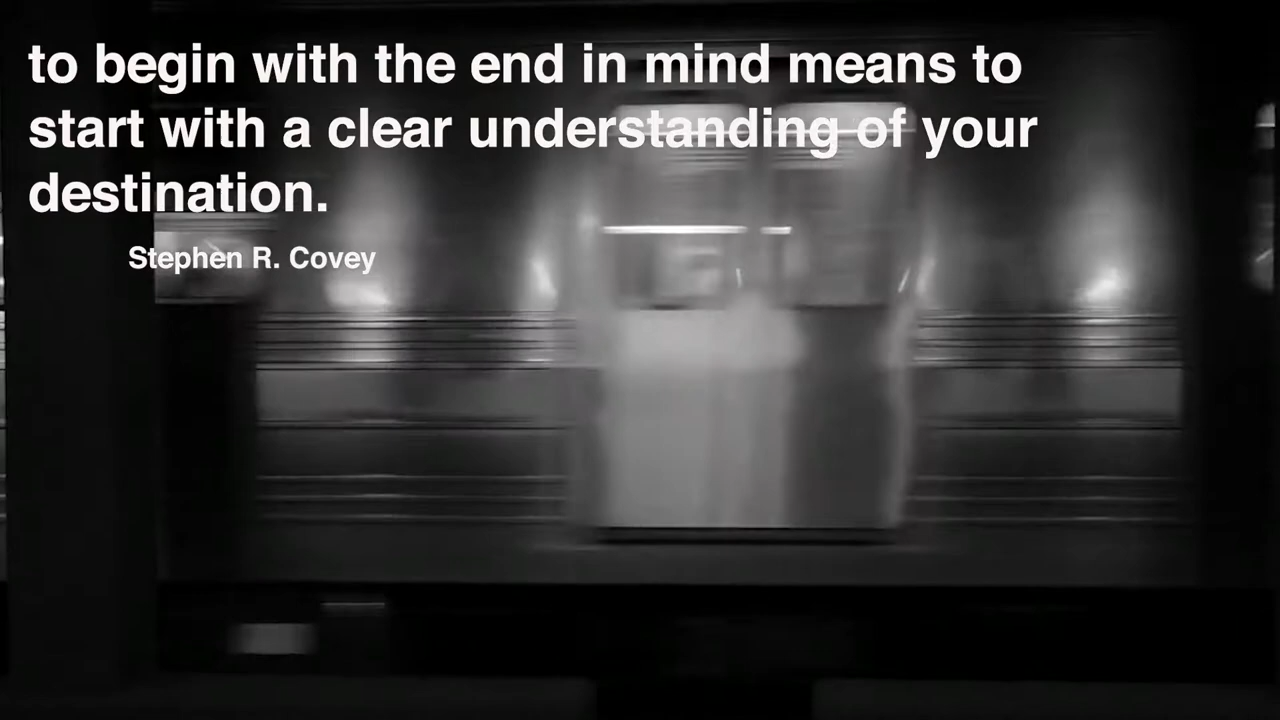 to begin with the end in mind means to
start with a clear understanding of your
destination.
Stephen R. Covey